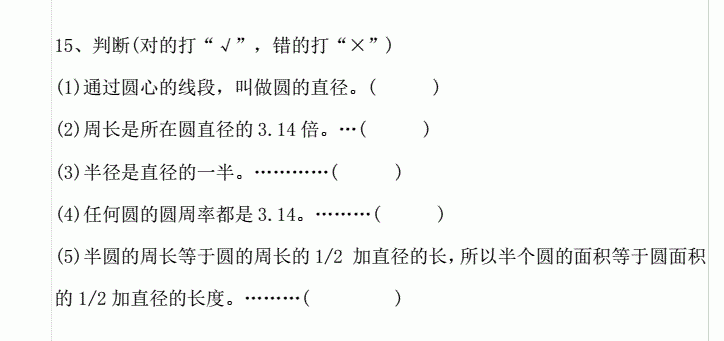 15、判断(对的打“√”,错的打“×”)
(1)通过圆心的线段，叫做圆的直径。(      )
(2)周长是所在圆直径的 3.14 倍。…(      )
(3)半径是直径的一半。…………(      )
(4)任何圆的圆周率都是 3.14。………(      )
(5)半圆的周长等于圆的周长的 1/2 加直径的长,所以半个圆的面积等于圆面积
的 1/2 加直径的长度。………(        )